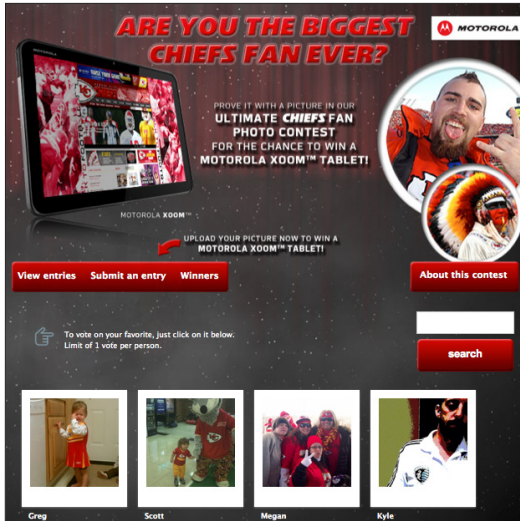 ARE YOU THE BIGGEST
CHIEFS FAN EVER?
MOTOROLA
MOTOROLA
PROVE IT WITH A PICTURE IN OUR
ULTIMATE CHIEFS FAN
PHOTO CONTEST
FOR THE CHANCE TO WIN A
MOTOROLA XOOM™ TABLET!
MOTOROLA XOOM™
UPLOAD YOUR PICTURE NOW TO WIN A
MOTOROLA XOOM™ TABLET!
View entries Submit an entry Winners
About this contest
To vote on your favorite, just click on it below.
Limit of 1 vote per person.
search
Greg Scott Megan Kyle